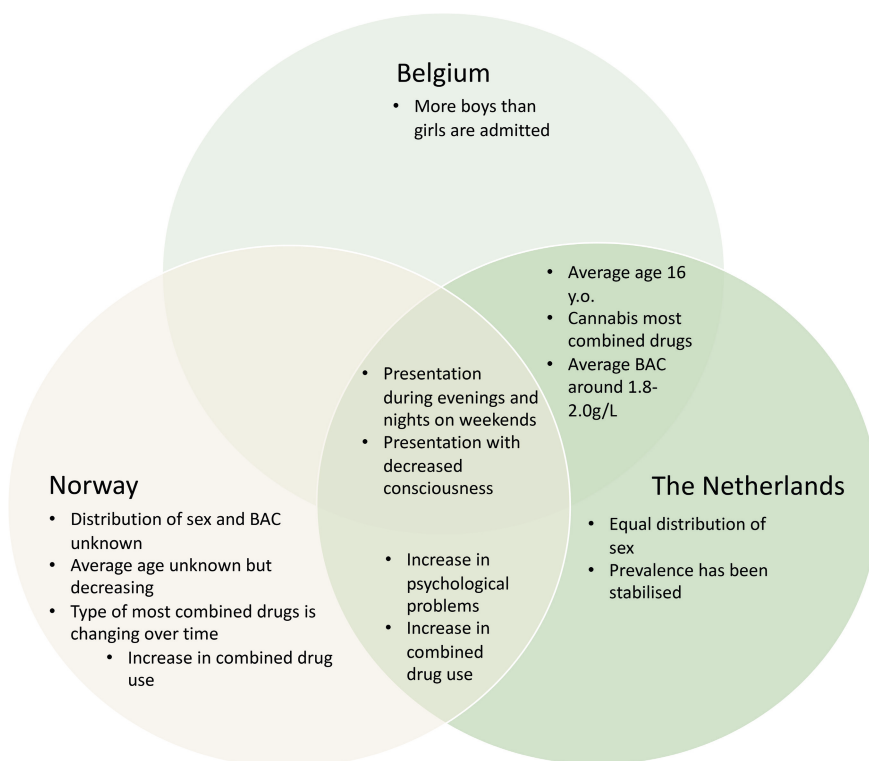 Belgium
• More boys than
girls are admitted
• Average age 16
y.o.
• Cannabis most
combined drugs
• Average BAC
around 1.8-
2.0g/L
• Presentation
during evenings and
nights on weekends
• Presentation with
decreased
consciousness
Norway
• Distribution of sex and BAC
unknown
• Average age unknown but
decreasing
• Type of most combined drugs is
changing over time
• Increase in combined drug
use
• Increase in
psychological
problems
• Increase in
combined
drug use
The Netherlands
• Equal distribution of
sex
• Prevalence has been
stabilised